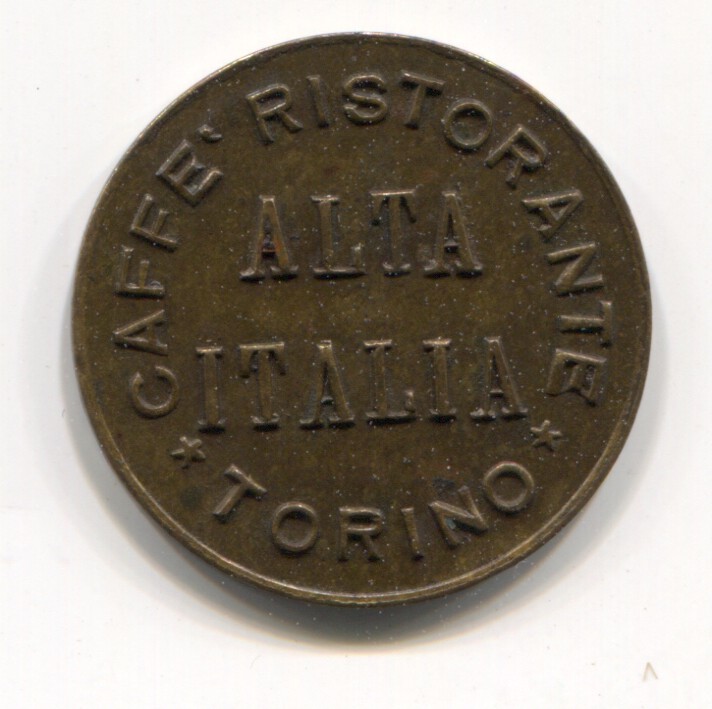 CAFFE' RISTORANTE
ALTA
ITALIA
* TORINO *